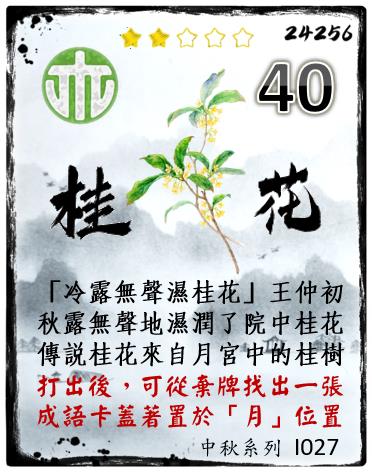 24256
木
40
桂花
「冷露無聲濕桂花」王仲初
秋露無聲地濕潤了院中桂花
傳說桂花來自月宮中的桂樹
打出後，可從棄牌找出一張
成語卡蓋著置於「月」位置
中秋系列 I027